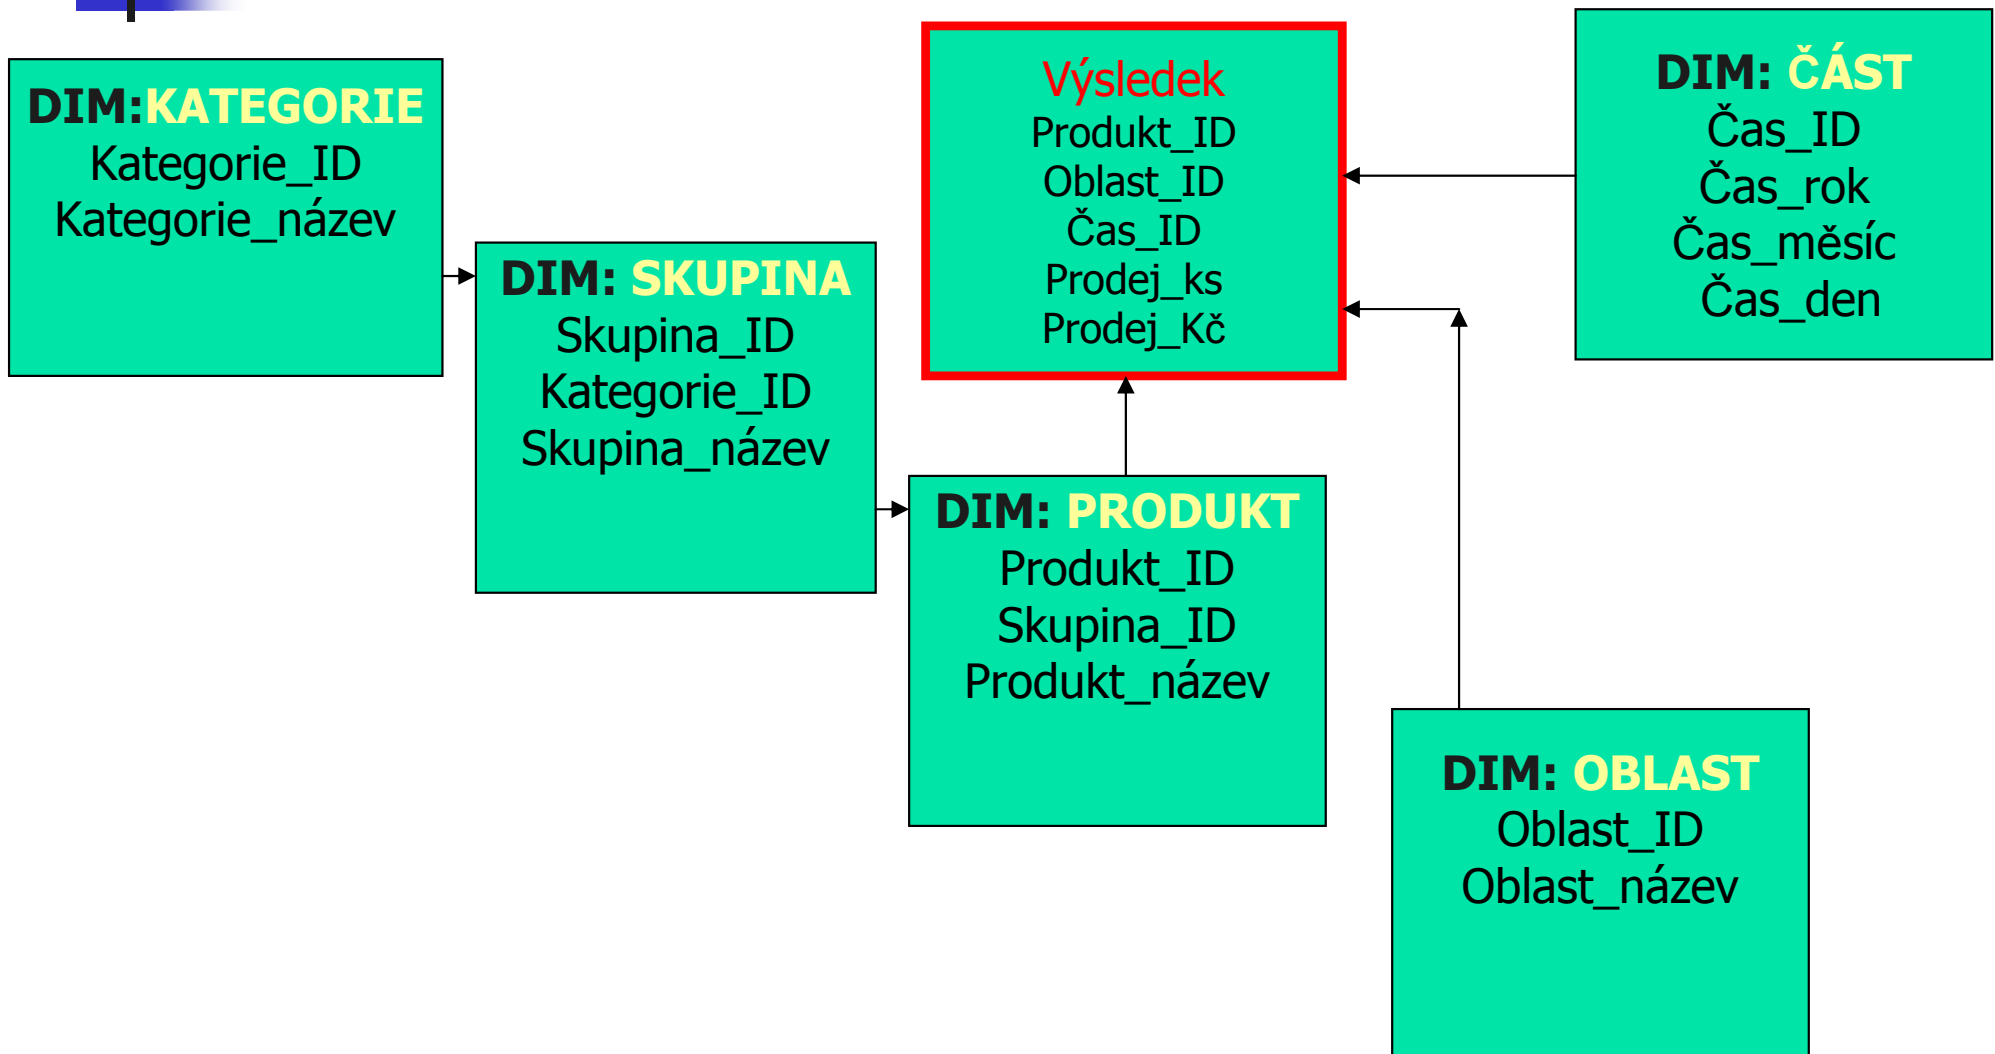 DIM:KATEGORIE
Kategorie_ID
Kategorie_název
DIM: SKUPINA
Skupina_ID
Kategorie_ID
Skupina_název
Výsledek
Produkt_ID
Oblast_ID
Čas_ID
Prodej_ks
Prodej_Kč
DIM: PRODUKT
Produkt_ID
Skupina_ID
Produkt_název
DIM: ČÁST
Čas_ID
Čas_rok
Čas_měsíc
Čas_den
DIM: OBLAST
Oblast_ID
Oblast_název